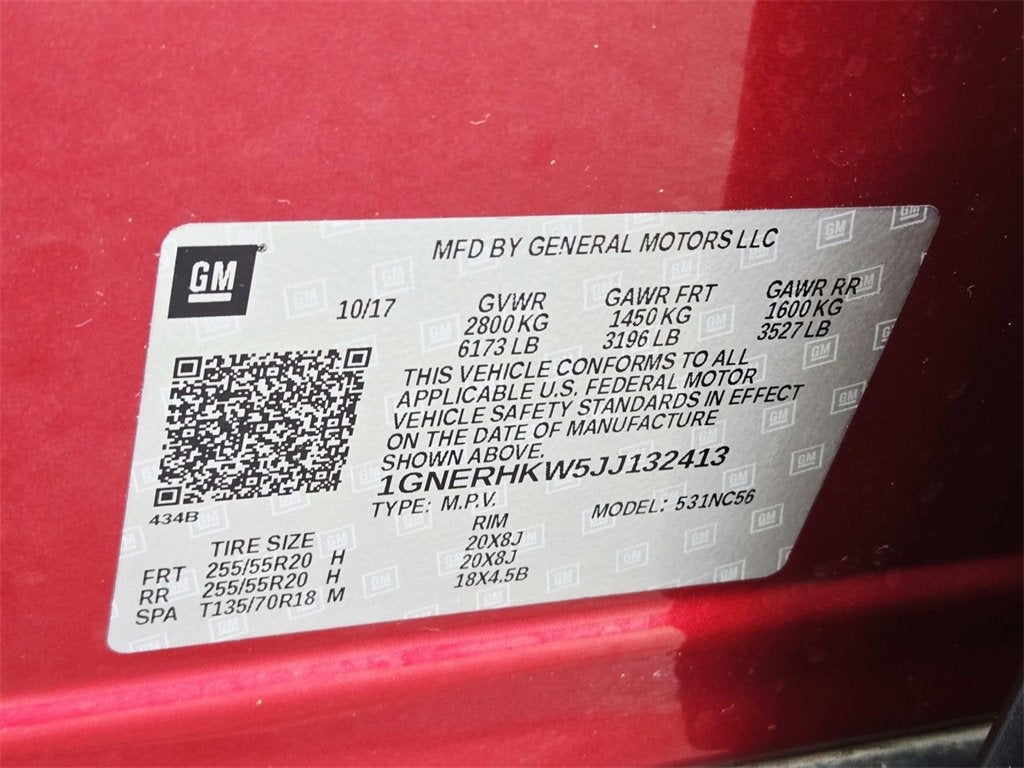 GM
MFD BY GENERAL MOTORS LLC
10/17
GVWR GAWR FRT GAWR RR
2800 KG 1450 KG 1600 KG
6173 LB 3196 LB 3527 LB
THIS VEHICLE CONFORMS TO ALL
APPLICABLE U.S. FEDERAL MOTOR
VEHICLE SAFETY STANDARDS IN EFFECT
ON THE DATE OF MANUFACTURE
SHOWN ABOVE.
1GNERHKW5JJ132413
TYPE: M.P.V. MODEL: 531NC56
434B
TIRE SIZE RIM
FRT 255/55R20 H 20X8J
RR 255/55R20 H 20X8J
SPA T135/70R18 M 18X4.5B